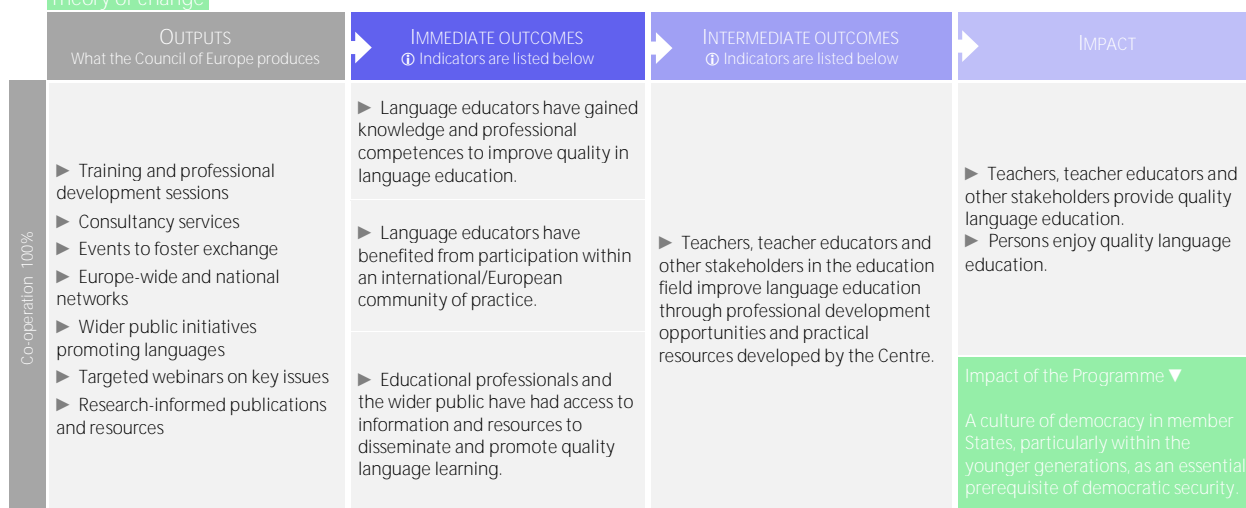 Theory of change
OUTPUTS
What the Council of Europe produces
IMMEDIATE OUTCOMES
ⓘ Indicators are listed below
INTERMEDIATE OUTCOMES
ⓘ Indicators are listed below
IMPACT
Co-operation 100%
► Training and professional
development sessions
► Consultancy services
► Events to foster exchange
► Europe-wide and national
networks
► Wider public initiatives
promoting languages
► Targeted webinars on key issues
► Research-informed publications
and resources
► Language educators have gained
knowledge and professional
competences to improve quality in
language education.
► Language educators have
benefited from participation within
an international/European
community of practice.
► Educational professionals and
the wider public have had access to
information and resources to
disseminate and promote quality
language learning.
► Teachers, teacher educators and
other stakeholders in the education
field improve language education
through professional development
opportunities and practical
resources developed by the Centre.
► Teachers, teacher educators and
other stakeholders provide quality
language education.
► Persons enjoy quality language
education.
Impact of the Programme ▼
A culture of democracy in member
States, particularly within the
younger generations, as an essential
prerequisite of democratic security.